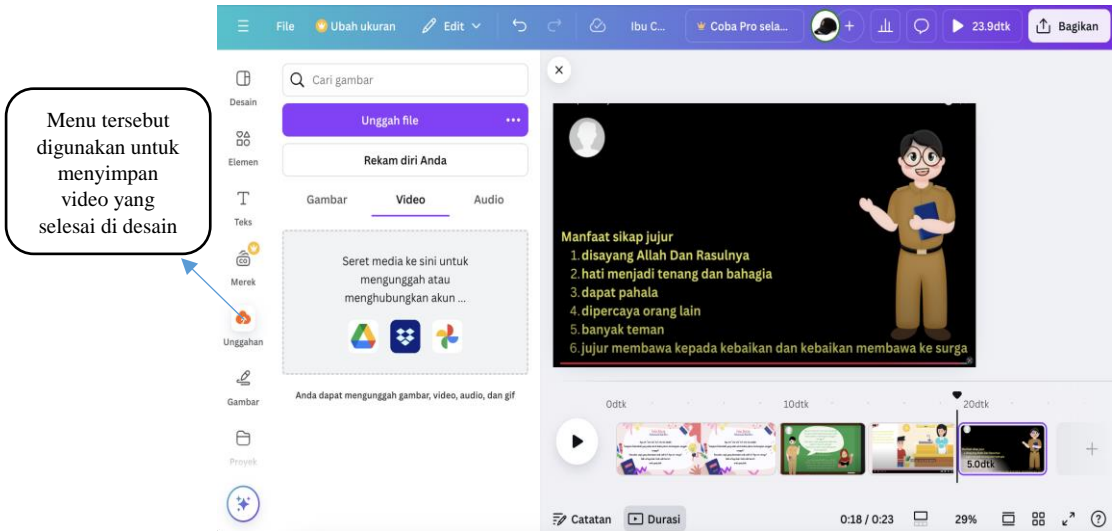 File
Ubah ukuran
Edit
Ibu C...
Coba Pro sela...
23.9dtk
Bagikan
Menu tersebut
digunakan untuk
menyimpan
video yang
selesai di desain
Desain
Elemen
Teks
Merek
Unggahan
Gambar
Proyek
Cari gambar
Unggah file
Rekam diri Anda
Gambar Video Audio
Seret media ke sini untuk
mengunggah atau
menghubungkan akun ...
Anda dapat mengunggah gambar, video, audio, dan gif
Manfaat sikap jujur
1. disayang Allah Dan Rasulnya
2. hati menjadi tenang dan bahagia
3. dapat pahala
4. dipercaya orang lain
5. banyak teman
6. jujur membawa kepada kebaikan dan kebaikan membawa ke surga
0dtk 10dtk 20dtk
5.0dtk
Catatan Durasi 0:18 / 0:23 29%